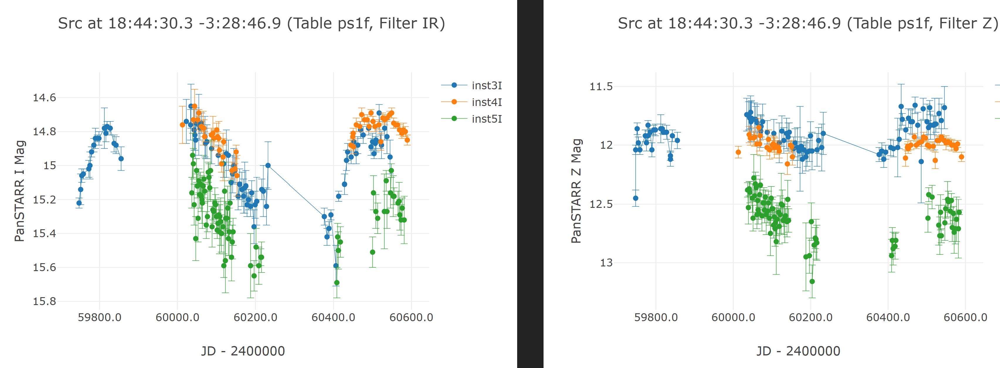 Src at 18:44:30.3 -3:28:46.9 (Table ps1f, Filter IR)
PanSTARR I Mag
14.6
14.8
15
15.2
15.4
15.6
15.8
59800.0 60000.0 60200.0 60400.0 60600.0
JD - 2400000
inst3I
inst4I
inst5I
Src at 18:44:30.3 -3:28:46.9 (Table ps1f, Filter Z)
PanSTARR Z Mag
11.5
12
12.5
13
59800.0 60000.0 60200.0 60400.0 60600.0
JD - 2400000